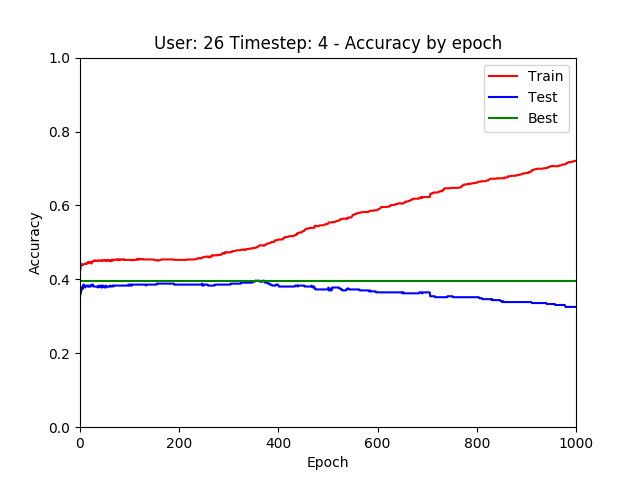 User: 26 Timestep: 4 - Accuracy by epoch
1.0
0.8
0.6
0.4
0.2
0.0
Accuracy
Train
Test
Best
0 200 400 600 800 1000
Epoch